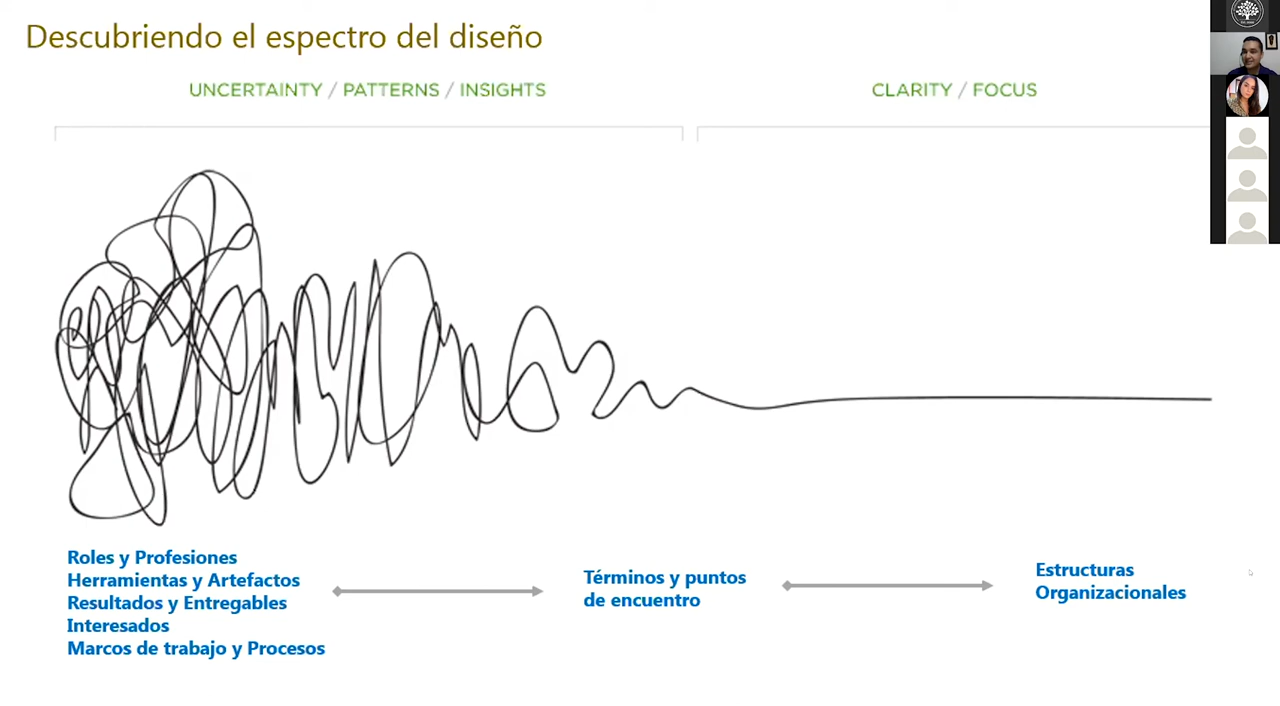 Descubriendo el espectro del diseño
UNCERTAINTY / PATTERNS / INSIGHTS
CLARITY / FOCUS
Roles y Profesiones
Herramientas y Artefactos
Resultados y Entregables
Interesados
Marcos de trabajo y Procesos
Términos y puntos
de encuentro
Estructuras
Organizacionales